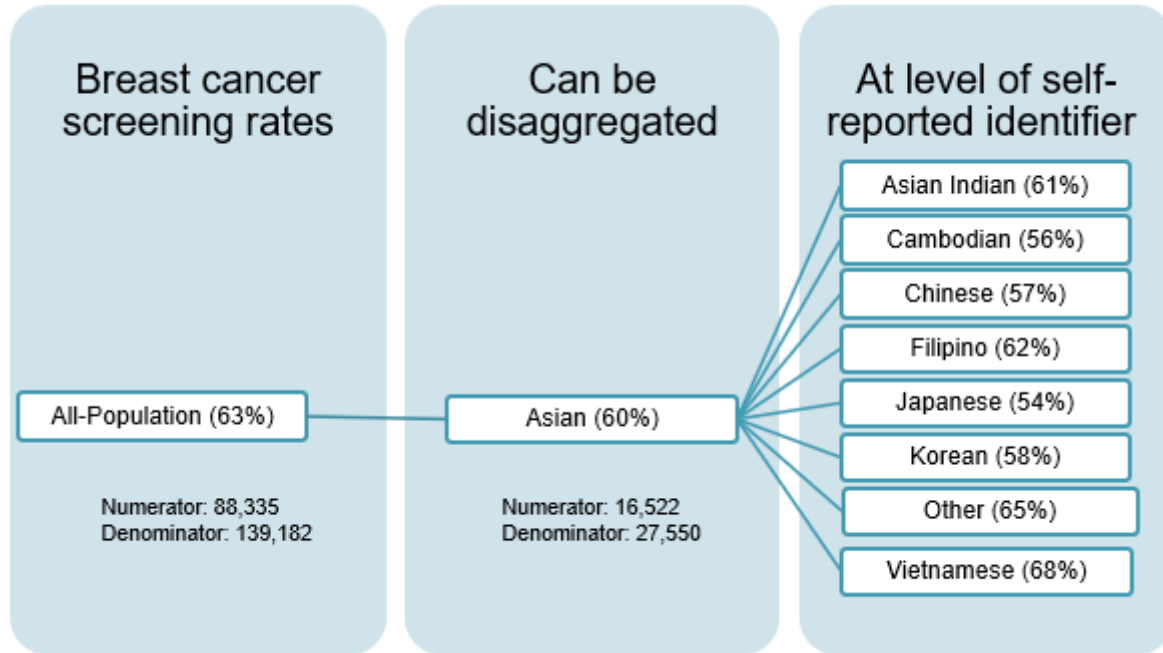 Breast cancer
screening rates
All-Population (63%)
Numerator: 88,335
Denominator: 139,182
Can be
disaggregated
Asian (60%)
Numerator: 16,522
Denominator: 27,550
At level of self-
reported identifier
Asian Indian (61%)
Cambodian (56%)
Chinese (57%)
Filipino (62%)
Japanese (54%)
Korean (58%)
Other (65%)
Vietnamese (68%)